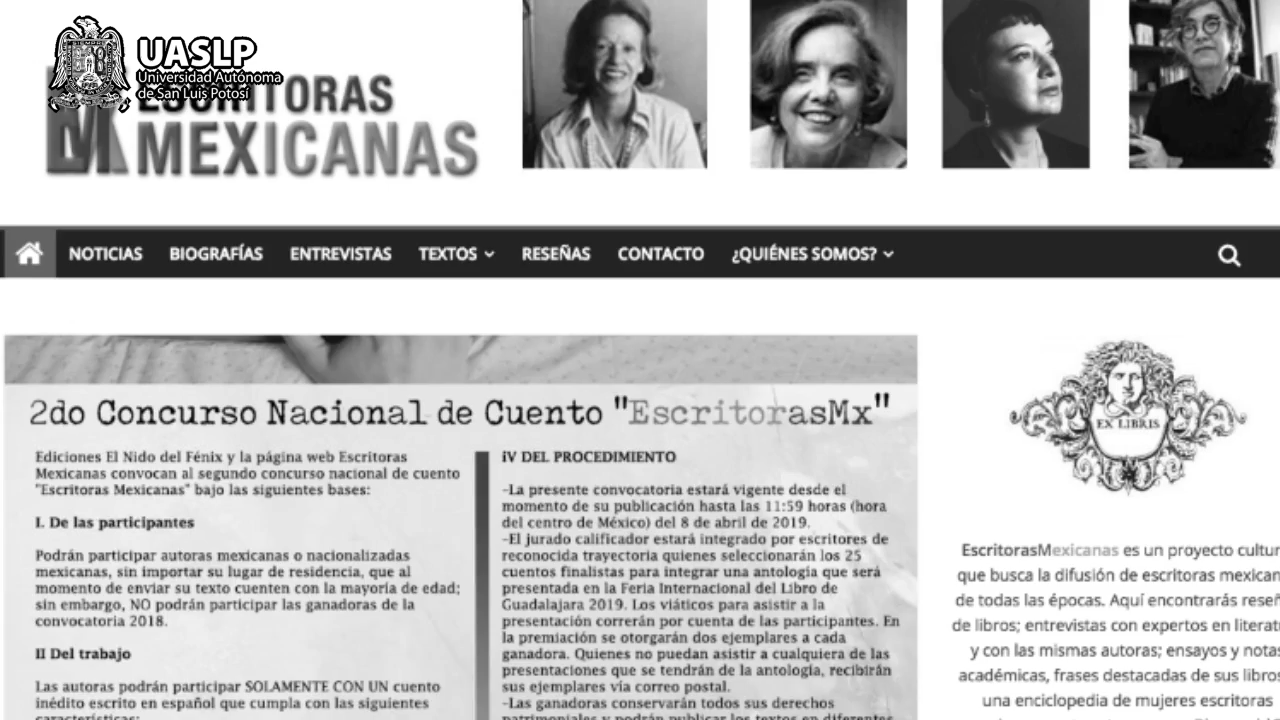 UASLP
Universidad Autónoma
de San Luis Potosí
ESCRITORAS
MEXICANAS
NOTICIAS BIOGRAFÍAS ENTREVISTAS TEXTOS RESEÑAS CONTACTO ¿QUIÉNES SOMOS?
2do Concurso Nacional de Cuento "EscritorasMx"
Ediciones El Nido del Fénix y la página web Escritoras
Mexicanas convocan al segundo concurso nacional de cuento
"Escritoras Mexicanas" bajo las siguientes bases:
I. De las participantes
Podrán participar autoras mexicanas o nacionalizadas
mexicanas, sin importar su lugar de residencia, que al
momento de enviar su texto cuenten con la mayoría de edad;
sin embargo, NO podrán participar las ganadoras de la
convocatoria 2018.
II Del trabajo
Las autoras podrán participar SOLAMENTE CON UN cuento
inédito escrito en español que cumpla con las siguientes
características:
iV DEL PROCEDIMIENTO
-La presente convocatoria estará vigente desde el
momento de su publicación hasta las 11:59 horas (hora
del centro de México) del 8 de abril de 2019.
-El jurado calificador estará integrado por escritores de
reconocida trayectoria quienes seleccionarán los 25
cuentos finalistas para integrar una antología que será
presentada en la Feria Internacional del Libro de
Guadalajara 2019. Los viáticos para asistir a la
presentación correrán por cuenta de las participantes. En
la premiación se otorgarán dos ejemplares a cada
ganadora. Quienes no puedan asistir a cualquiera de las
presentaciones que se tendrán de la antología, recibirán
sus ejemplares vía correo postal.
-Las ganadoras conservarán todos sus derechos
patrimoniales y podrán publicar los textos en diferentes
EX LIBRIS
EscritorasMexicanas es un proyecto cultur
que busca la difusión de escritoras mexican
de todas las épocas. Aquí encontrarás reseñ
de libros; entrevistas con expertos en literat
y con las mismas autoras; ensayos y notas
académicas, frases destacadas de sus libros
una enciclopedia de mujeres escritoras